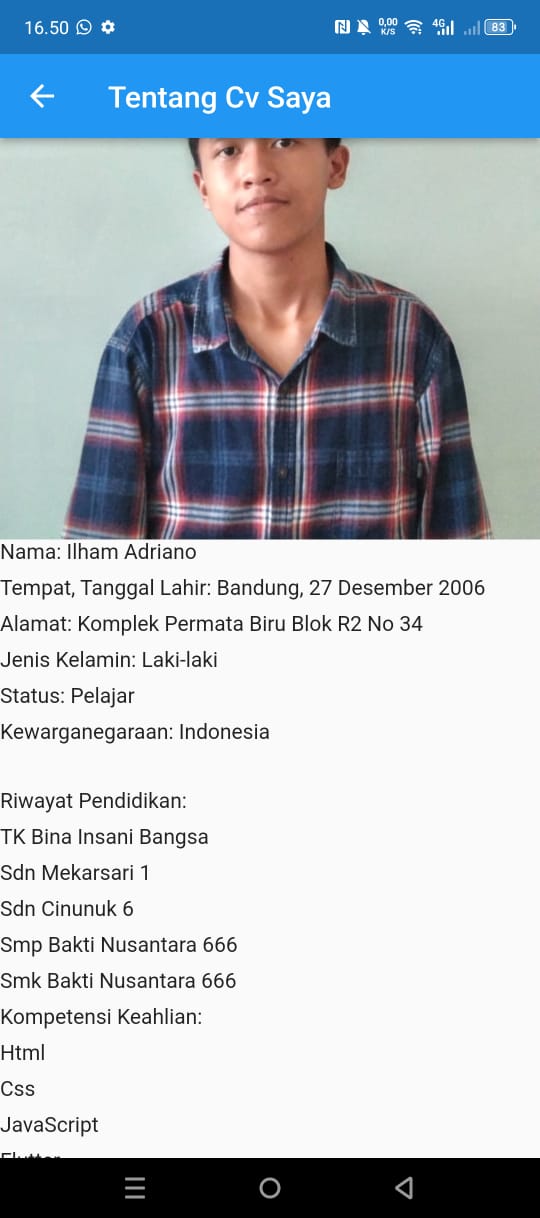 16.50
0,00
K/S
4G
83
Tentang Cv Saya
Nama: Ilham Adriano
Tempat, Tanggal Lahir: Bandung, 27 Desember 2006
Alamat: Komplek Permata Biru Blok R2 No 34
Jenis Kelamin: Laki-laki
Status: Pelajar
Kewarganegaraan: Indonesia
Riwayat Pendidikan:
TK Bina Insani Bangsa
Sdn Mekarsari 1
Sdn Cinunuk 6
Smp Bakti Nusantara 666
Smk Bakti Nusantara 666
Kompetensi Keahlian:
Html
Css
JavaScript